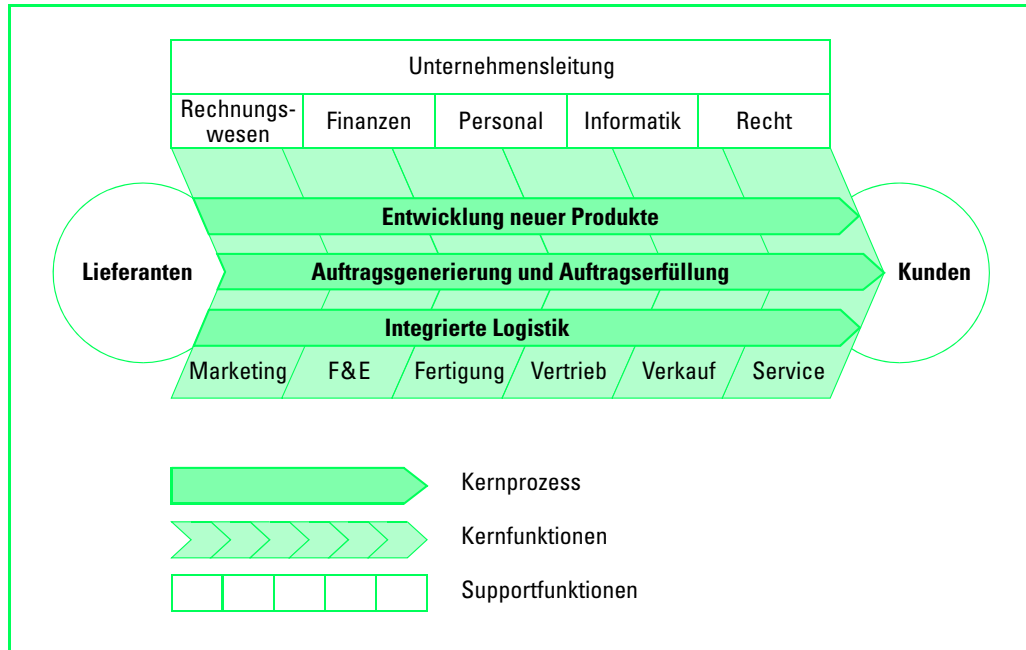 Unternehmensleitung
Rechnungs-
wesen
Finanzen
Personal
Informatik
Recht
Entwicklung neuer Produkte
Lieferanten
Auftragsgenerierung und Auftragserfüllung
Kunden
Integrierte Logistik
Marketing
F&E
Fertigung
Vertrieb
Verkauf
Service
Kernprozess
Kernfunktionen
Supportfunktionen